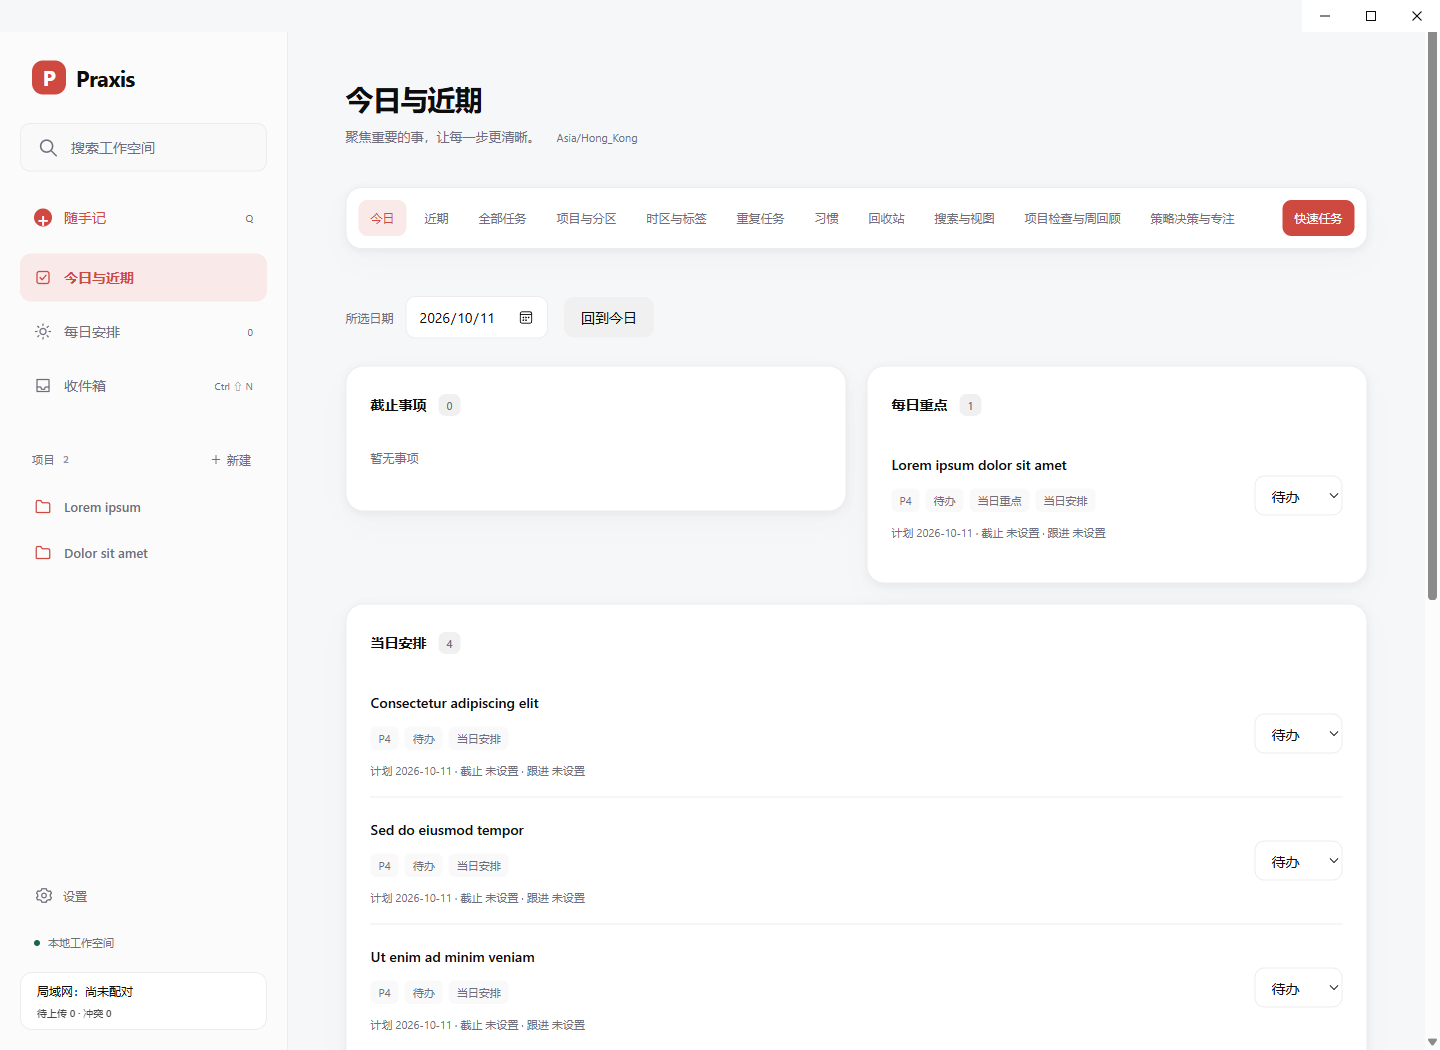 P Praxis
搜索工作空间
随手记 Q
今日与近期
每日安排 0
收件箱 Ctrl ⇧ N
项目 2 + 新建
Lorem ipsum
Dolor sit amet
设置
本地工作空间
局域网：尚未配对
待上传 0 · 冲突 0
今日与近期
聚焦重要的事，让每一步更清晰。 Asia/Hong_Kong
今日 近期 全部任务 项目与分区 时区与标签 重复任务 习惯 回收站 搜索与视图 项目检查与周回顾 策略决策与专注 快速任务
所选日期 2026/10/11 回到今日
截止事项 0
暂无事项
每日重点 1
Lorem ipsum dolor sit amet
P4 待办 当日重点 当日安排
计划 2026-10-11 · 截止 未设置 · 跟进 未设置
待办
当日安排 4
Consectetur adipiscing elit
P4 待办 当日安排
计划 2026-10-11 · 截止 未设置 · 跟进 未设置
待办
Sed do eiusmod tempor
P4 待办 当日安排
计划 2026-10-11 · 截止 未设置 · 跟进 未设置
待办
Ut enim ad minim veniam
P4 待办 当日安排
计划 2026-10-11 · 截止 未设置 · 跟进 未设置
待办